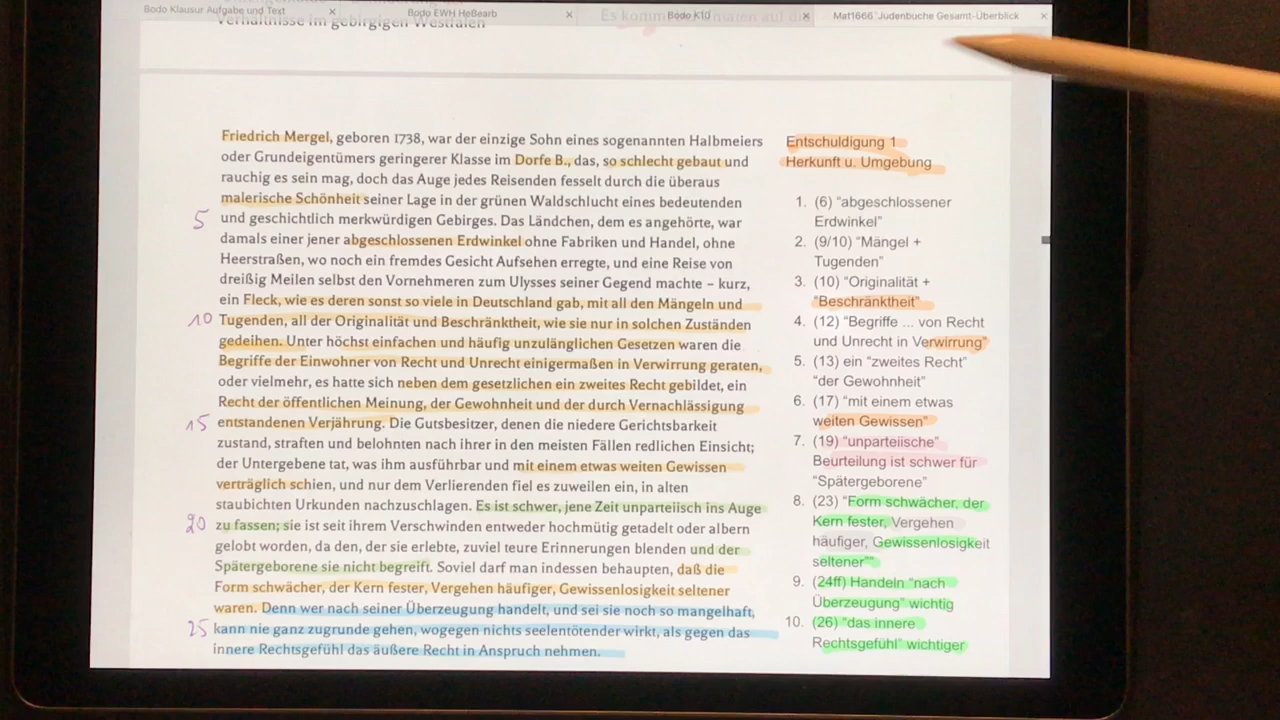 Bodo Klausur Aufgabe und Text
Bodo EWH HeBearb
Bodo K10
Mat1666 Judenbuche Gesamt-Überblick
Verhältnisse im gebirgigen Westfalen
Es komm
niaren auf di
Friedrich Mergel, geboren 1738, war der einzige Sohn eines sogenannten Halbmeiers
oder Grundeigentümers geringerer Klasse im Dorfe B., das, so schlecht gebaut und
rauchig es sein mag, doch das Auge jedes Reisenden fesselt durch die überaus
malerische Schönheit seiner Lage in der grünen Waldschlucht eines bedeutenden
5 und geschichtlich merkwürdigen Gebirges. Das Ländchen, dem es angehörte, war
damals einer jener abgeschlossenen Erdwinkel ohne Fabriken und Handel, ohne
Heerstraßen, wo noch ein fremdes Gesicht Aufsehen erregte, und eine Reise von
dreißig Meilen selbst den Vornehmeren zum Ulysses seiner Gegend machte – kurz,
ein Fleck, wie es deren sonst so viele in Deutschland gab, mit all den Mängeln und
10 Tugenden, all der Originalität und Beschränktheit, wie sie nur in solchen Zuständen
gedeihen. Unter höchst einfachen und häufig unzulänglichen Gesetzen waren die
Begriffe der Einwohner von Recht und Unrecht einigermaßen in Verwirrung geraten,
oder vielmehr, es hatte sich neben dem gesetzlichen ein zweites Recht gebildet, ein
Recht der öffentlichen Meinung, der Gewohnheit und der durch Vernachlässigung
15 entstandenen Verjährung. Die Gutsbesitzer, denen die niedere Gerichtsbarkeit
zustand, straften und belohnten nach ihrer in den meisten Fällen redlichen Einsicht;
der Untergebene tat, was ihm ausführbar und mit einem etwas weiten Gewissen
verträglich schien, und nur dem Verlierenden fiel es zuweilen ein, in alten
staubichten Urkunden nachzuschlagen. Es ist schwer, jene Zeit unparteiisch ins Auge
20 zu fassen; sie ist seit ihrem Verschwinden entweder hochmütig getadelt oder albern
gelobt worden, da den, der sie erlebte, zuviel teure Erinnerungen blenden und der
Spätergeborene sie nicht begreift. Soviel darf man indessen behaupten, daß die
Form schwächer, der Kern fester, Vergehen häufiger, Gewissenlosigkeit seltener
waren. Denn wer nach seiner Überzeugung handelt, und sei sie noch so mangelhaft,
25 kann nie ganz zugrunde gehen, wogegen nichts seelentötender wirkt, als gegen das
innere Rechtsgefühl das äußere Recht in Anspruch nehmen.
Entschuldigung 1
Herkunft u. Umgebung
1. (6) “abgeschlossener
Erdwinkel”
2. (9/10) “Mängel +
Tugenden”
3. (10) “Originalität +
“Beschränktheit”
4. (12) “Begriffe ... von Recht
und Unrecht in Verwirrung”
5. (13) ein “zweites Recht”
“der Gewohnheit”
6. (17) “mit einem etwas
weiten Gewissen”
7. (19) “unparteiische”
Beurteilung ist schwer für
“Spätergeborene”
8. (23) “Form schwächer, der
Kern fester, Vergehen
häufiger, Gewissenlosigkeit
seltener””
9. (24ff) Handeln “nach
Überzeugung” wichtig
10. (26) “das innere
Rechtsgefühl” wichtiger